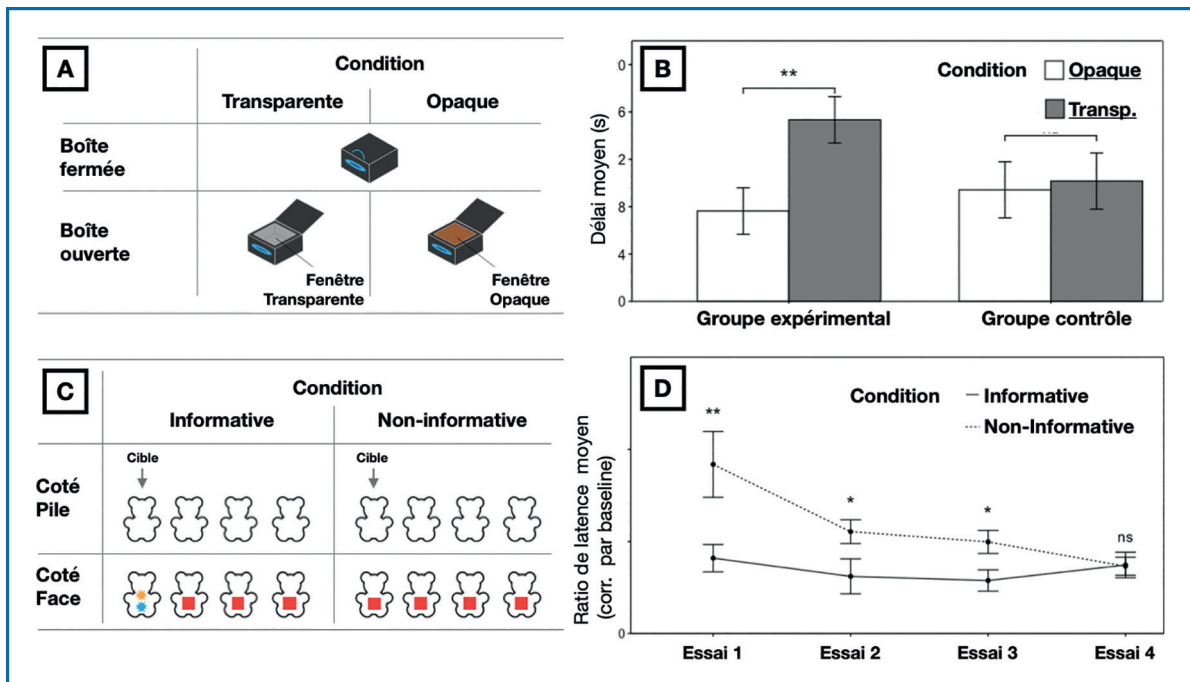 A
Condition
Transparente
Opaque
Boîte
fermée
Boîte
ouverte
Fenêtre
Transparente
Fenêtre
Opaque
B
Condition
Opaque
Transp.
**
Délai moyen (s)
0
6
2
8
4
0
Groupe expérimental
Groupe contrôle
C
Condition
Informative
Non-informative
Cible
Cible
Coté
Pile
Coté
Face
D
Condition
Informative
Non-Informative
**
*
*
ns
Ratio de latence moyen
(corr. par baseline)
0
Essai 1
Essai 2
Essai 3
Essai 4